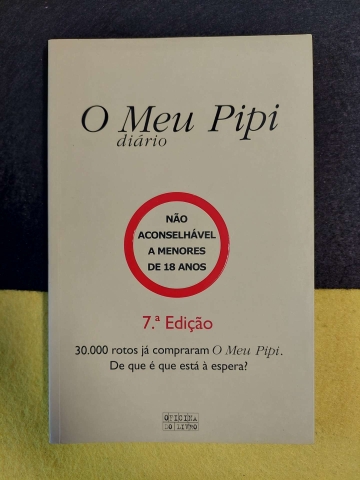 O Meu Pipi
diário
NÃO
ACONSELHÁVEL
A MENORES
DE 18 ANOS
7.ª Edição
30.000 rotos já compraram O Meu Pipi.
De que é que está à espera?
OFICINA
DO LIVRO